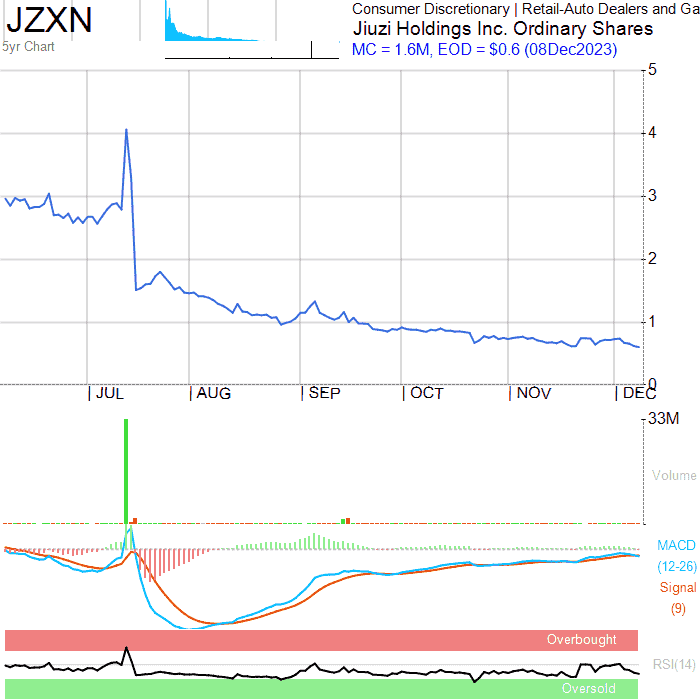 JZXN
5yr Chart
Consumer Discretionary | Retail-Auto Dealers and Ga
Jiuzi Holdings Inc. Ordinary Shares
MC = 1.6M, EOD = $0.6 (08Dec2023)
5
4
3
2
1
0
JUL
AUG
SEP
OCT
NOV
DEC
33M
Volume
MACD
(12-26)
Signal
(9)
Overbought
RSI(14)
Oversold